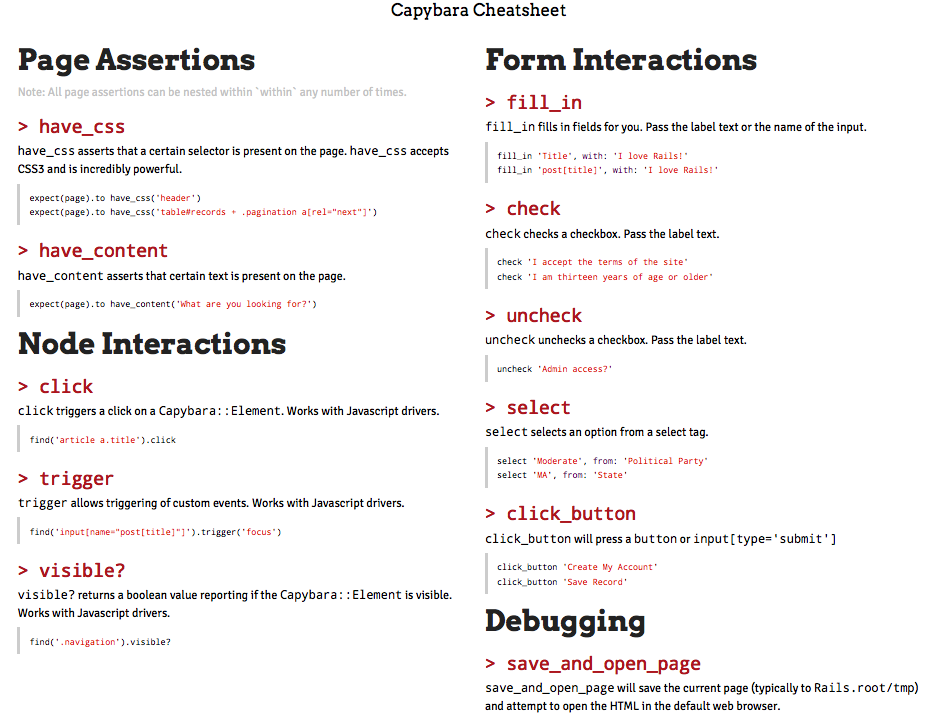 Capybara Cheatsheet
Page Assertions
Note: All page assertions can be nested within `within` any number of times.
> have_css
have_css asserts that a certain selector is present on the page. have_css accepts
CSS3 and is incredibly powerful.
expect(page).to have_css('header')
expect(page).to have_css('table#records + .pagination a[rel="next"]')
> have_content
have_content asserts that certain text is present on the page.
expect(page).to have_content('What are you looking for?')
Node Interactions
> click
click triggers a click on a Capybara::Element. Works with Javascript drivers.
find('article a.title').click
> trigger
trigger allows triggering of custom events. Works with Javascript drivers.
find('input[name="post[title]"]').trigger('focus')
> visible?
visible? returns a boolean value reporting if the Capybara::Element is visible.
Works with Javascript drivers.
find('.navigation').visible?
Form Interactions
> fill_in
fill_in fills in fields for you. Pass the label text or the name of the input.
fill_in 'Title', with: 'I love Rails!'
fill_in 'post[title]', with: 'I love Rails!'
> check
check checks a checkbox. Pass the label text.
check 'I accept the terms of the site'
check 'I am thirteen years of age or older'
> uncheck
uncheck unchecks a checkbox. Pass the label text.
uncheck 'Admin access?'
> select
select selects an option from a select tag.
select 'Moderate', from: 'Political Party'
select 'MA', from: 'State'
> click_button
click_button will press a button or input[type='submit']
click_button 'Create My Account'
click_button 'Save Record'
Debugging
> save_and_open_page
save_and_open_page will save the current page (typically to Rails.root/tmp)
and attempt to open the HTML in the default web browser.